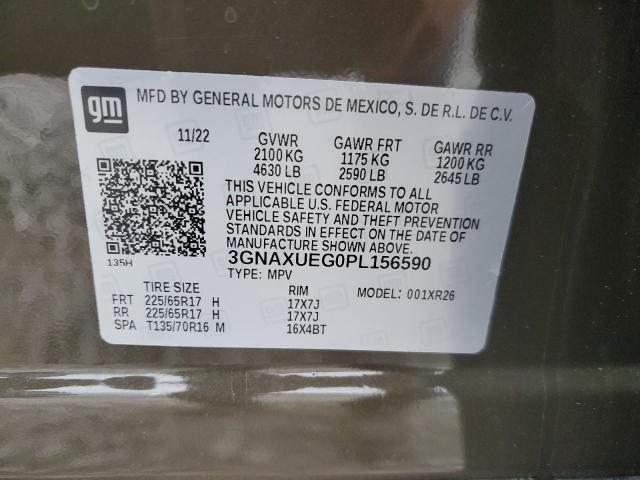 gm
MFD BY GENERAL MOTORS DE MEXICO, S. DE R.L. DE C.V.
11/22 GVWR GAWR FRT GAWR RR
2100 KG 1175 KG 1200 KG
4630 LB 2590 LB 2645 LB
THIS VEHICLE CONFORMS TO ALL
APPLICABLE U.S. FEDERAL MOTOR
VEHICLE SAFETY AND THEFT PREVENTION
STANDARDS IN EFFECT ON THE DATE OF
MANUFACTURE SHOWN ABOVE.
135H 3GNAXUEG0PL156590
TYPE: MPV
TIRE SIZE RIM MODEL: 001XR26
FRT 225/65R17 H 17X7J
RR 225/65R17 H 17X7J
SPA T135/70R16 M 16X4BT